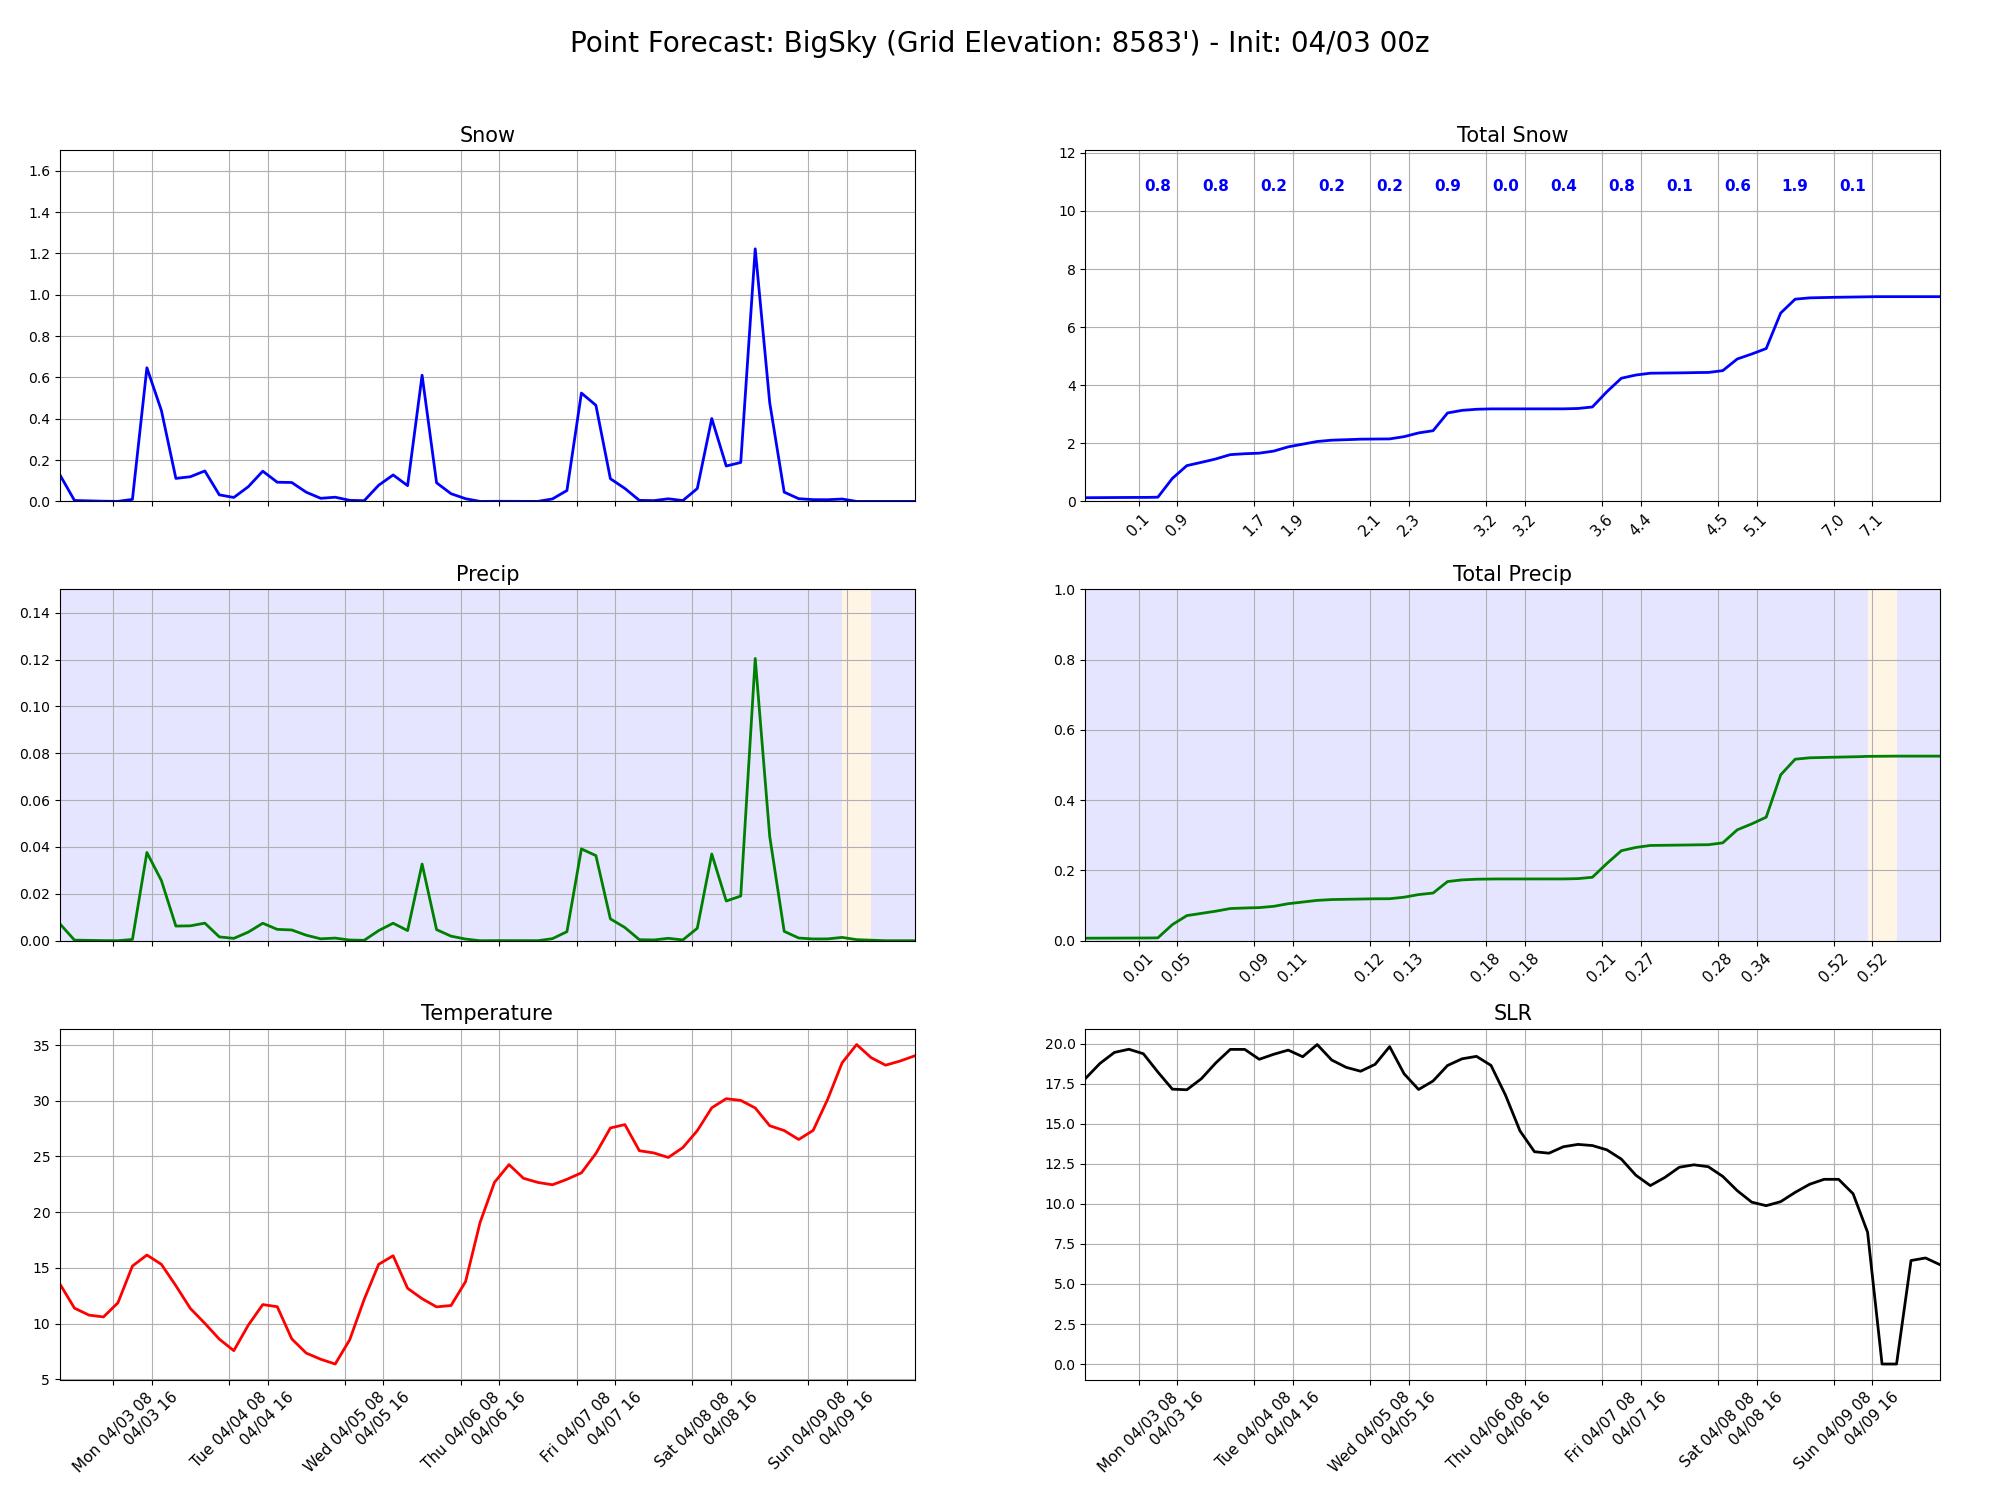 Point Forecast: BigSky (Grid Elevation: 8583') - Init: 04/03 00z
Snow
1.6
1.4
1.2
1.0
0.8
0.6
0.4
0.2
0.0
Total Snow
12
10
8
6
4
2
0
0.8 0.8 0.2 0.2 0.2 0.9 0.0 0.4 0.8 0.1 0.6 1.9 0.1
0.1 0.9 1.7 1.9 2.1 2.3 3.2 3.2 3.6 4.4 4.5 5.1 7.0 7.1
Precip
0.14
0.12
0.10
0.08
0.06
0.04
0.02
0.00
Total Precip
1.0
0.8
0.6
0.4
0.2
0.0
0.01 0.05 0.09 0.11 0.12 0.13 0.18 0.18 0.21 0.27 0.28 0.34 0.52 0.52
Temperature
35
30
25
20
15
10
5
Mon 04/03 08
04/03 16
Tue 04/04 08
04/04 16
Wed 04/05 08
04/05 16
Thu 04/06 08
04/06 16
Fri 04/07 08
04/07 16
Sat 04/08 08
04/08 16
Sun 04/09 08
04/09 16
SLR
20.0
17.5
15.0
12.5
10.0
7.5
5.0
2.5
0.0
Mon 04/03 08
04/03 16
Tue 04/04 08
04/04 16
Wed 04/05 08
04/05 16
Thu 04/06 08
04/06 16
Fri 04/07 08
04/07 16
Sat 04/08 08
04/08 16
Sun 04/09 08
04/09 16